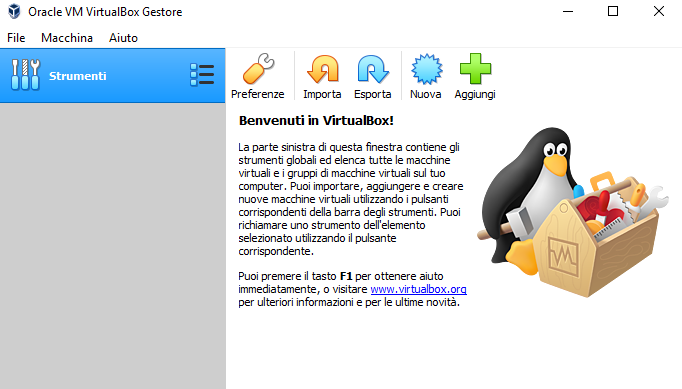 Oracle VM VirtualBox Gestore
File Macchina Aiuto
Strumenti
Preferenze Importa Esporta Nuova Aggiungi
Benvenuti in VirtualBox!
La parte sinistra di questa finestra contiene gli
strumenti globali ed elenca tutte le macchine
virtuali e i gruppi di macchine virtuali sul tuo
computer. Puoi importare, aggiungere e creare
nuove macchine virtuali utilizzando i pulsanti
corrispondenti della barra degli strumenti. Puoi
richiamare uno strumento dell'elemento
selezionato utilizzando il pulsante
corrispondente.
Puoi premere il tasto F1 per ottenere aiuto
immediatamente, o visitare www.virtualbox.org
per ulteriori informazioni e per le ultime novità.